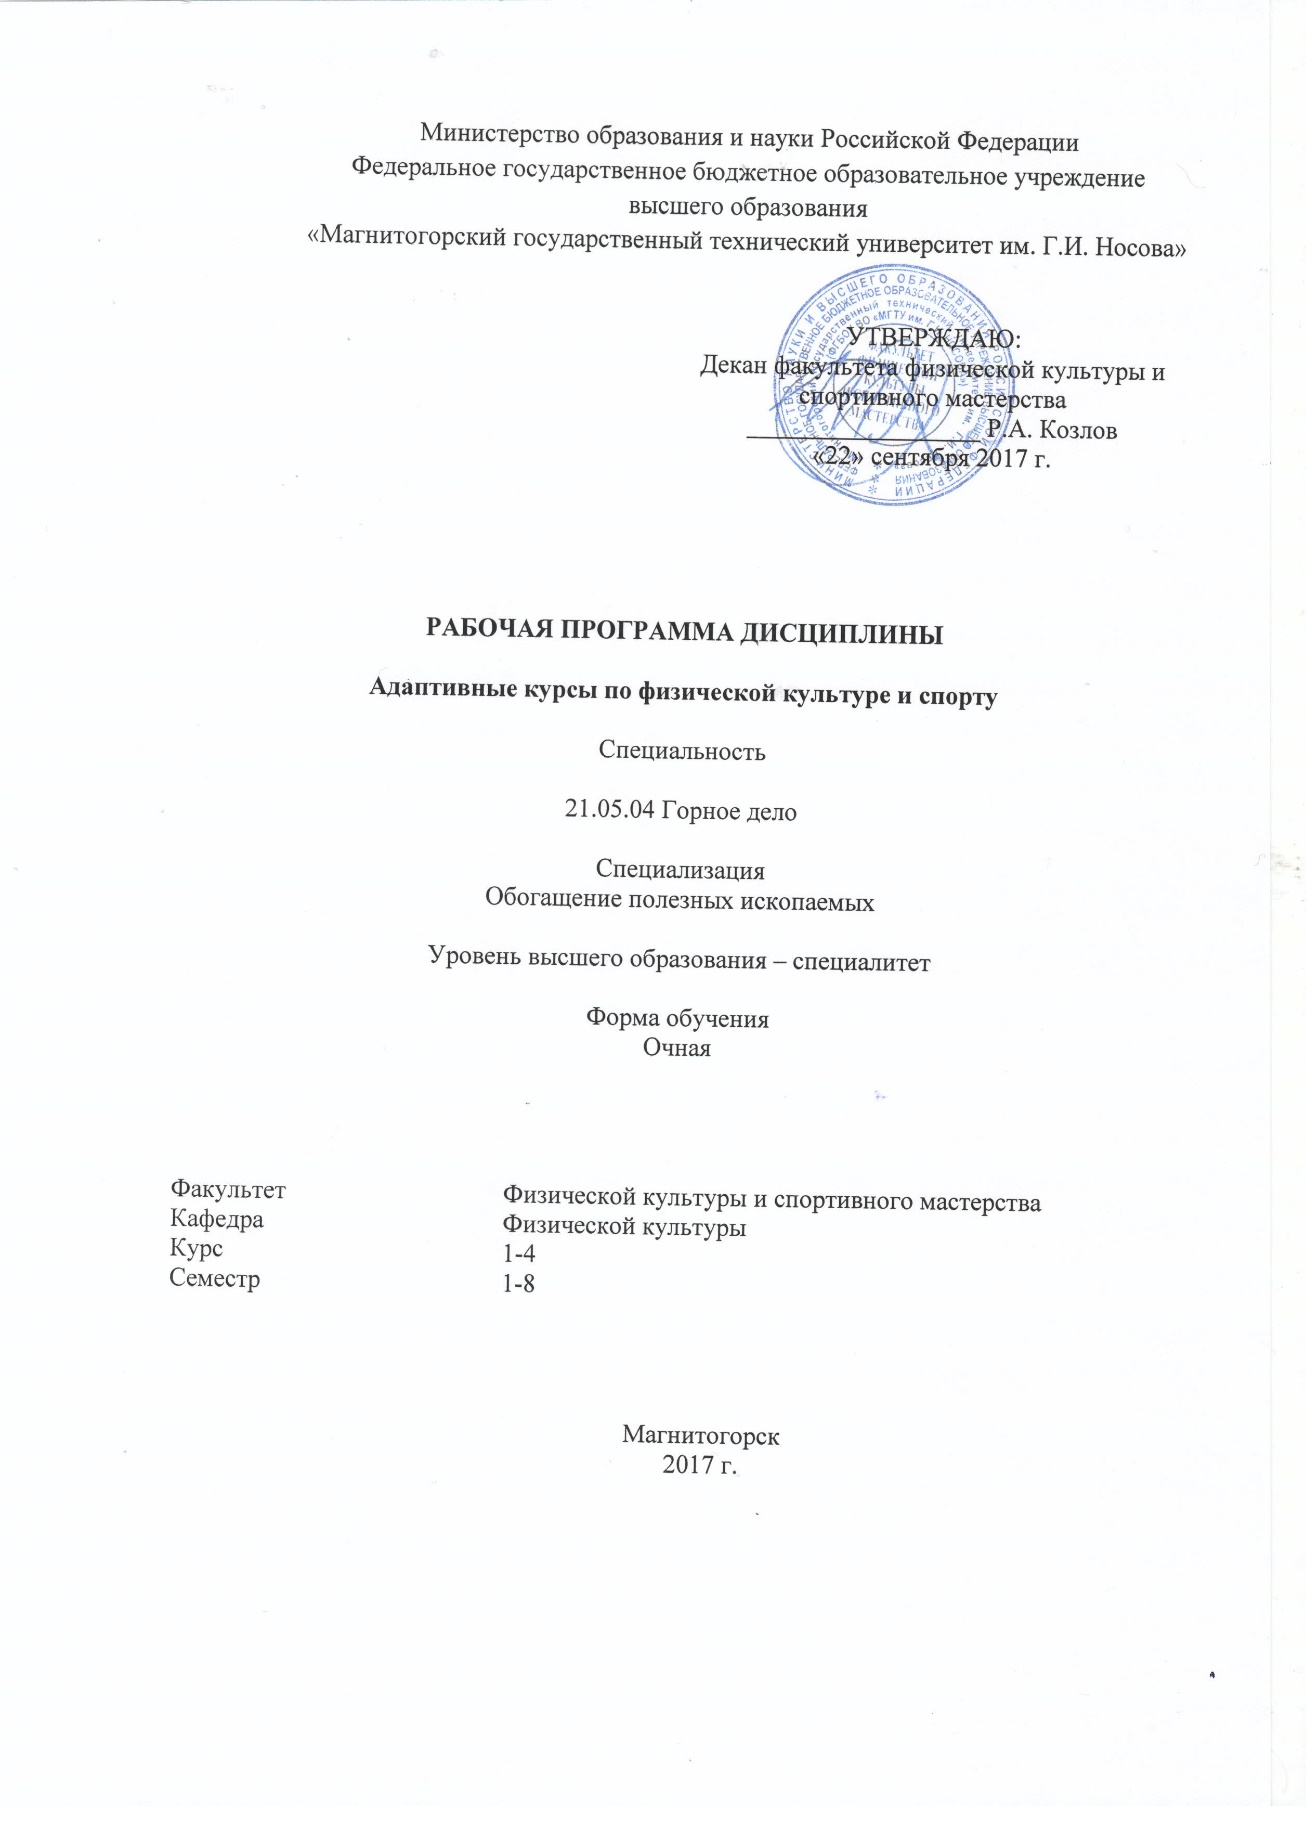 Министерство образования и науки Российской Федерации
Федеральное государственное бюджетное образовательное учреждение
высшего образования
«Магнитогорский государственный технический университет им. Г.И. Носова»
УТВЕРЖДАЮ:
Декан факультета физической культуры и
спортивного мастерства
Р.А. Козлов
«22» сентября 2017 г.
РАБОЧАЯ ПРОГРАММА ДИСЦИПЛИНЫ
Адаптивные курсы по физической культуре и спорту
Специальность
21.05.04 Горное дело
Специализация
Обогащение полезных ископаемых
Уровень высшего образования – специалитет
Форма обучения
Очная
Факультет Физической культуры и спортивного мастерства
Кафедра Физической культуры
Курс 1-4
Семестр 1-8
Магнитогорск
2017 г.